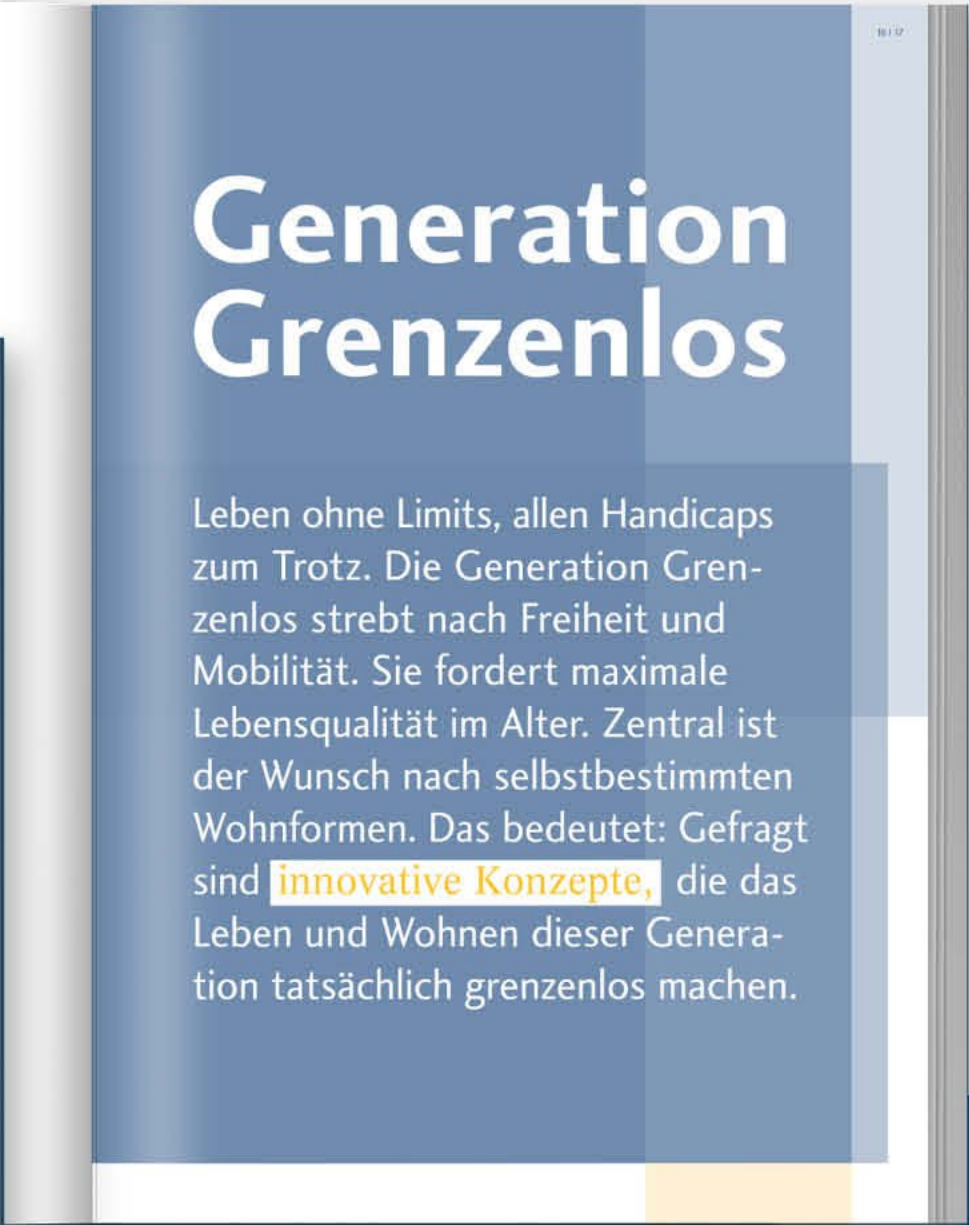 16 I 17
Generation
Grenzenlos
Leben ohne Limits, allen Handicaps
zum Trotz. Die Generation Gren-
zenlos strebt nach Freiheit und
Mobilität. Sie fordert maximale
Lebensqualität im Alter. Zentral ist
der Wunsch nach selbstbestimmten
Wohnformen. Das bedeutet: Gefragt
sind innovative Konzepte, die das
Leben und Wohnen dieser Genera-
tion tatsächlich grenzenlos machen.